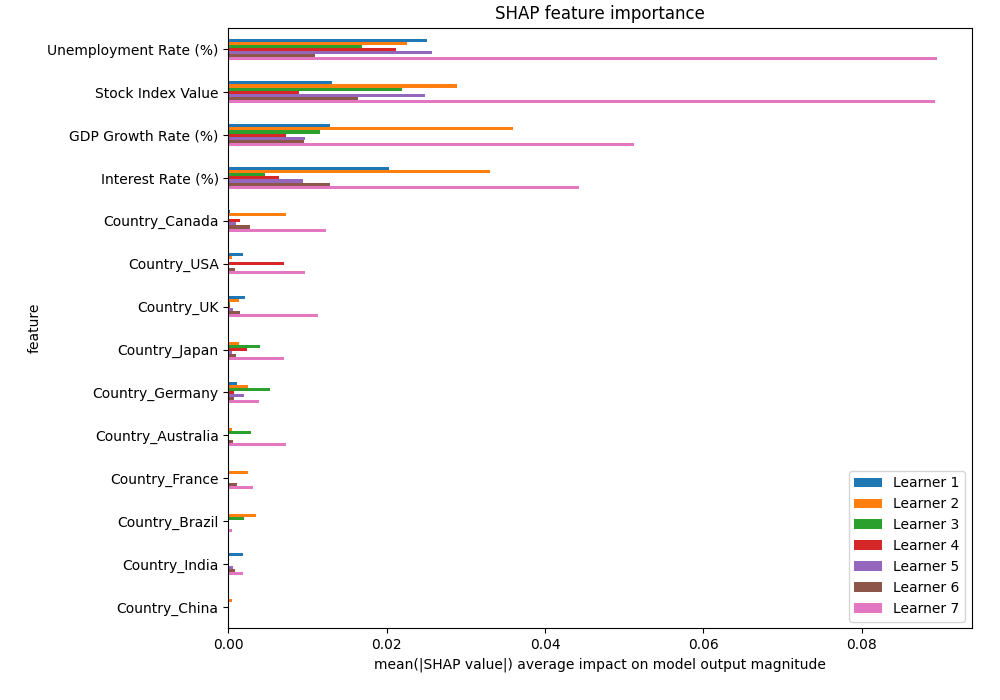 SHAP feature importance
Unemployment Rate (%)
Stock Index Value
GDP Growth Rate (%)
Interest Rate (%)
Country_Canada
Country_USA
Country_UK
Country_Japan
Country_Germany
Country_Australia
Country_France
Country_Brazil
Country_India
Country_China
feature
Learner 1
Learner 2
Learner 3
Learner 4
Learner 5
Learner 6
Learner 7
0.00 0.02 0.04 0.06 0.08
mean(|SHAP value|) average impact on model output magnitude